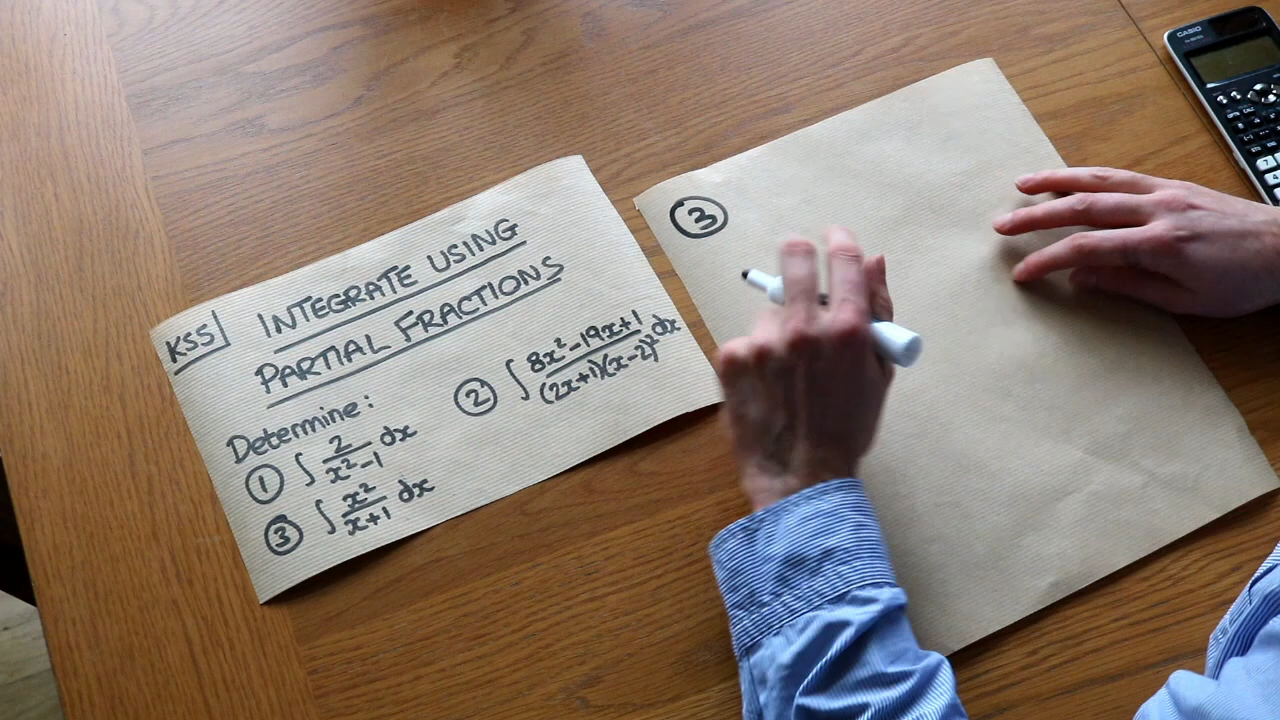 KS5
INTEGRATE USING
PARTIAL FRACTIONS
Determine:
① ∫ 2/(x²-1) dx
② ∫ (8x²-19x+1)/((2x+1)(x-2)²) dx
③ ∫ x²/(x+1) dx
③
CASIO